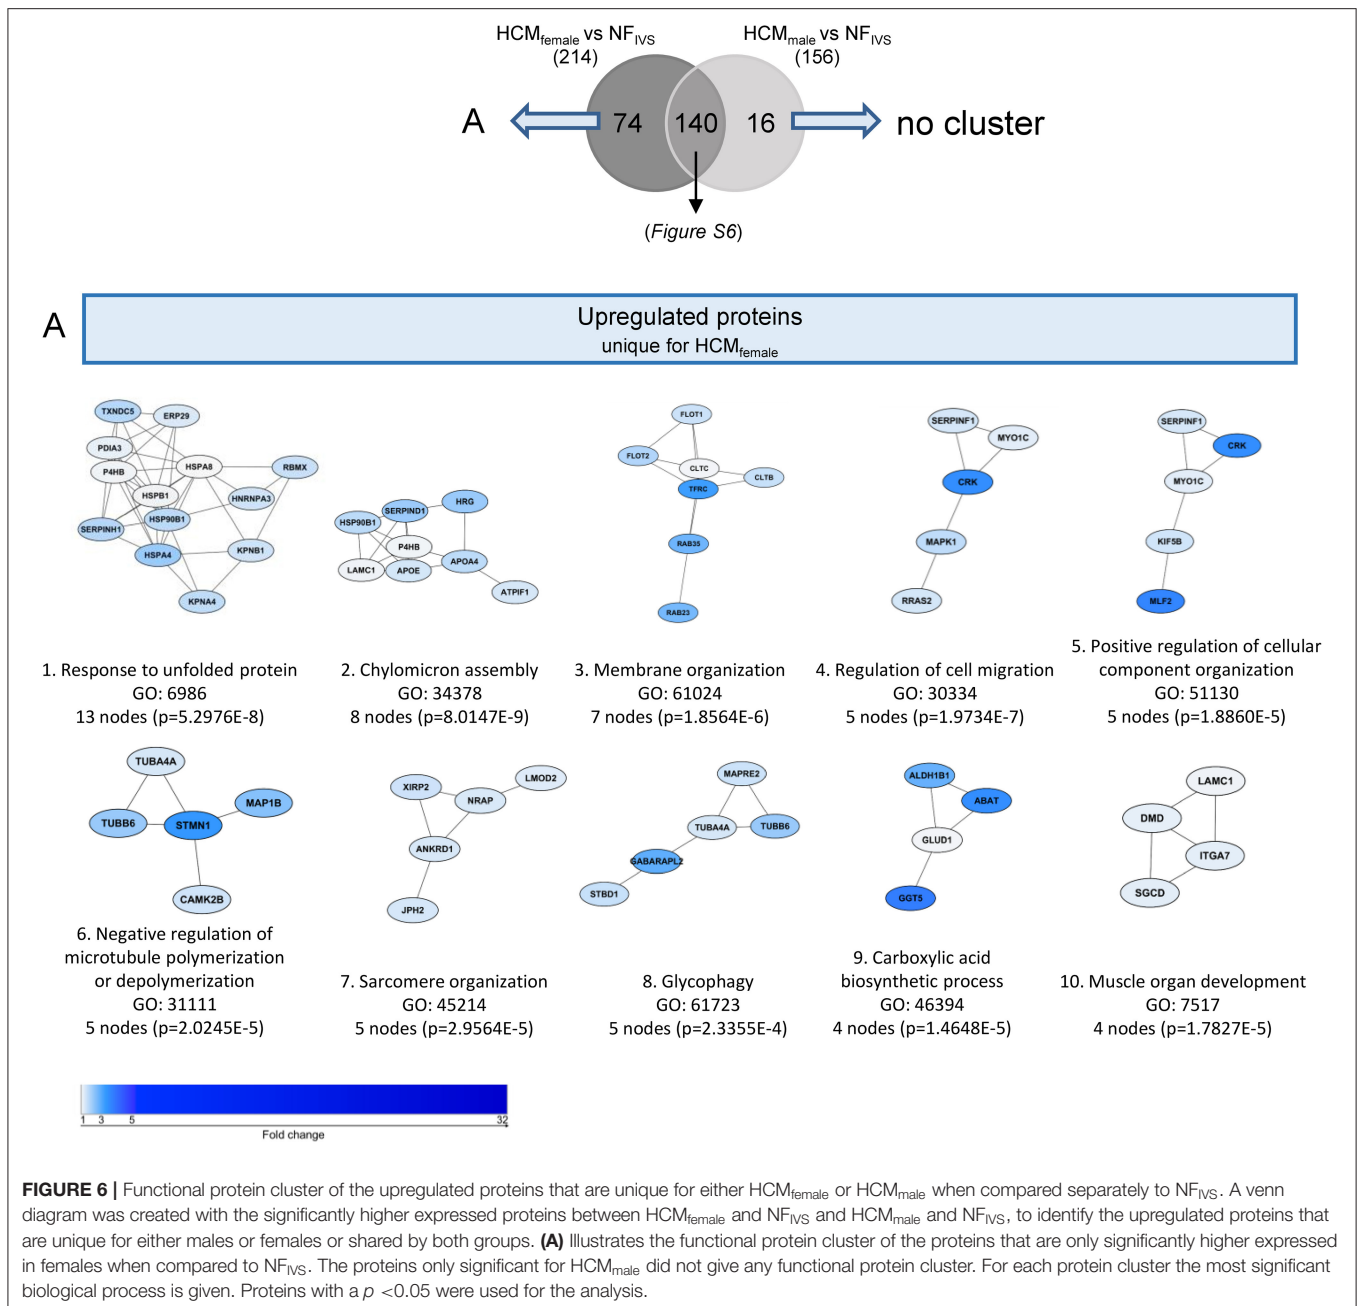 HCMfemale vs NFIVS
(214)
HCMmale vs NFIVS
(156)
A
74
140
16
no cluster
(Figure S6)
A
Upregulated proteins
unique for HCMfemale
TXNDC5
ERP29
PDIA3
P4HB
HSPA8
RBMX
HSPB1
HNRNPA3
HSP90B1
SERPINH1
HSPA4
KPNB1
KPNA4
1. Response to unfolded protein
GO: 6986
13 nodes (p=5.2976E-8)
HRG
SERPIND1
HSP90B1
P4HB
LAMC1
APOE
APOA4
ATPIF1
2. Chylomicron assembly
GO: 34378
8 nodes (p=8.0147E-9)
FLOT1
FLOT2
CLTC
CLTB
TFRC
RAB35
RAB23
3. Membrane organization
GO: 61024
7 nodes (p=1.8564E-6)
SERPINF1
MYO1C
CRK
MAPK1
RRAS2
4. Regulation of cell migration
GO: 30334
5 nodes (p=1.9734E-7)
SERPINF1
CRK
MYO1C
KIF5B
MLF2
5. Positive regulation of cellular
component organization
GO: 51130
5 nodes (p=1.8860E-5)
TUBA4A
MAP1B
TUBB6
STMN1
CAMK2B
6. Negative regulation of
microtubule polymerization
or depolymerization
GO: 31111
5 nodes (p=2.0245E-5)
LMOD2
XIRP2
NRAP
ANKRD1
JPH2
7. Sarcomere organization
GO: 45214
5 nodes (p=2.9564E-5)
MAPRE2
TUBA4A
TUBB6
GABARAPL2
STBD1
8. Glycophagy
GO: 61723
5 nodes (p=2.3355E-4)
ALDH1B1
ABAT
GLUD1
GGT5
9. Carboxylic acid
biosynthetic process
GO: 46394
4 nodes (p=1.4648E-5)
LAMC1
DMD
ITGA7
SGCD
10. Muscle organ development
GO: 7517
4 nodes (p=1.7827E-5)
1 3 5 32
Fold change
FIGURE 6 | Functional protein cluster of the upregulated proteins that are unique for either HCMfemale or HCMmale when compared separately to NFIVS. A venn
diagram was created with the significantly higher expressed proteins between HCMfemale and NFIVS and HCMmale and NFIVS, to identify the upregulated proteins that
are unique for either males or females or shared by both groups. (A) Illustrates the functional protein cluster of the proteins that are only significantly higher expressed
in females when compared to NFIVS. The proteins only significant for HCMmale did not give any functional protein cluster. For each protein cluster the most significant
biological process is given. Proteins with a p <0.05 were used for the analysis.